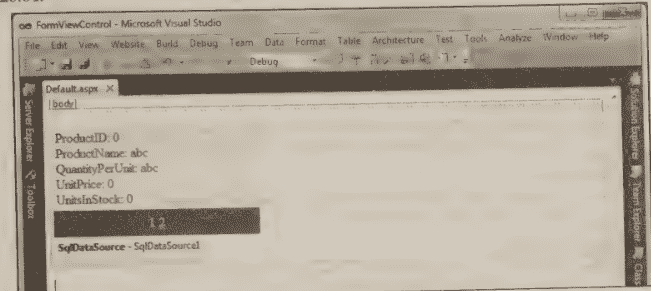 FormViewControl - Microsoft Visual Studio
File Edit View Website Build Debug Team Data Format Table Architecture Test Tools Analyze Window Help
Debug
Default.aspx ×
body
ProductID: 0
ProductName: abc
QuantityPerUnit: abc
UnitPrice: 0
UnitsInStock: 0
1 2
SqlDataSource - SqlDataSource1
Server Explorer
Toolbox
Solution Explorer
Team Explorer
Class